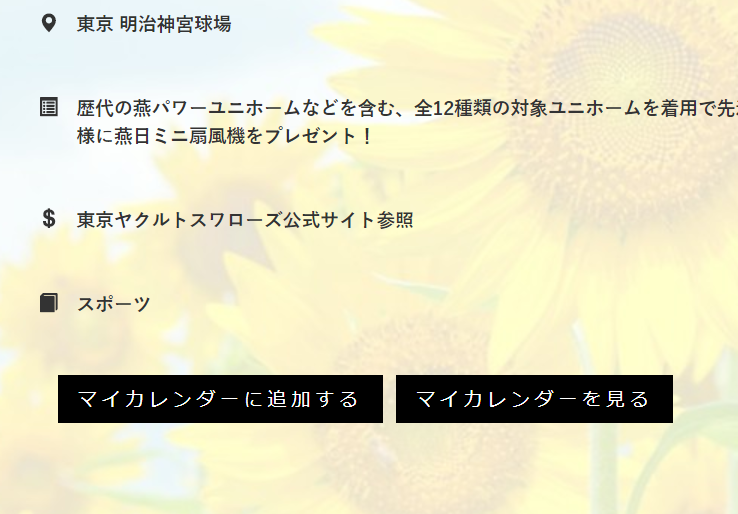 東京 明治神宮球場
歴代の燕パワーユニホームなどを含む、全12種類の対象ユニホームを着用で先
様に燕日ミニ扇風機をプレゼント！
東京ヤクルトスワローズ公式サイト参照
スポーツ
マイカレンダーに追加する
マイカレンダーを見る